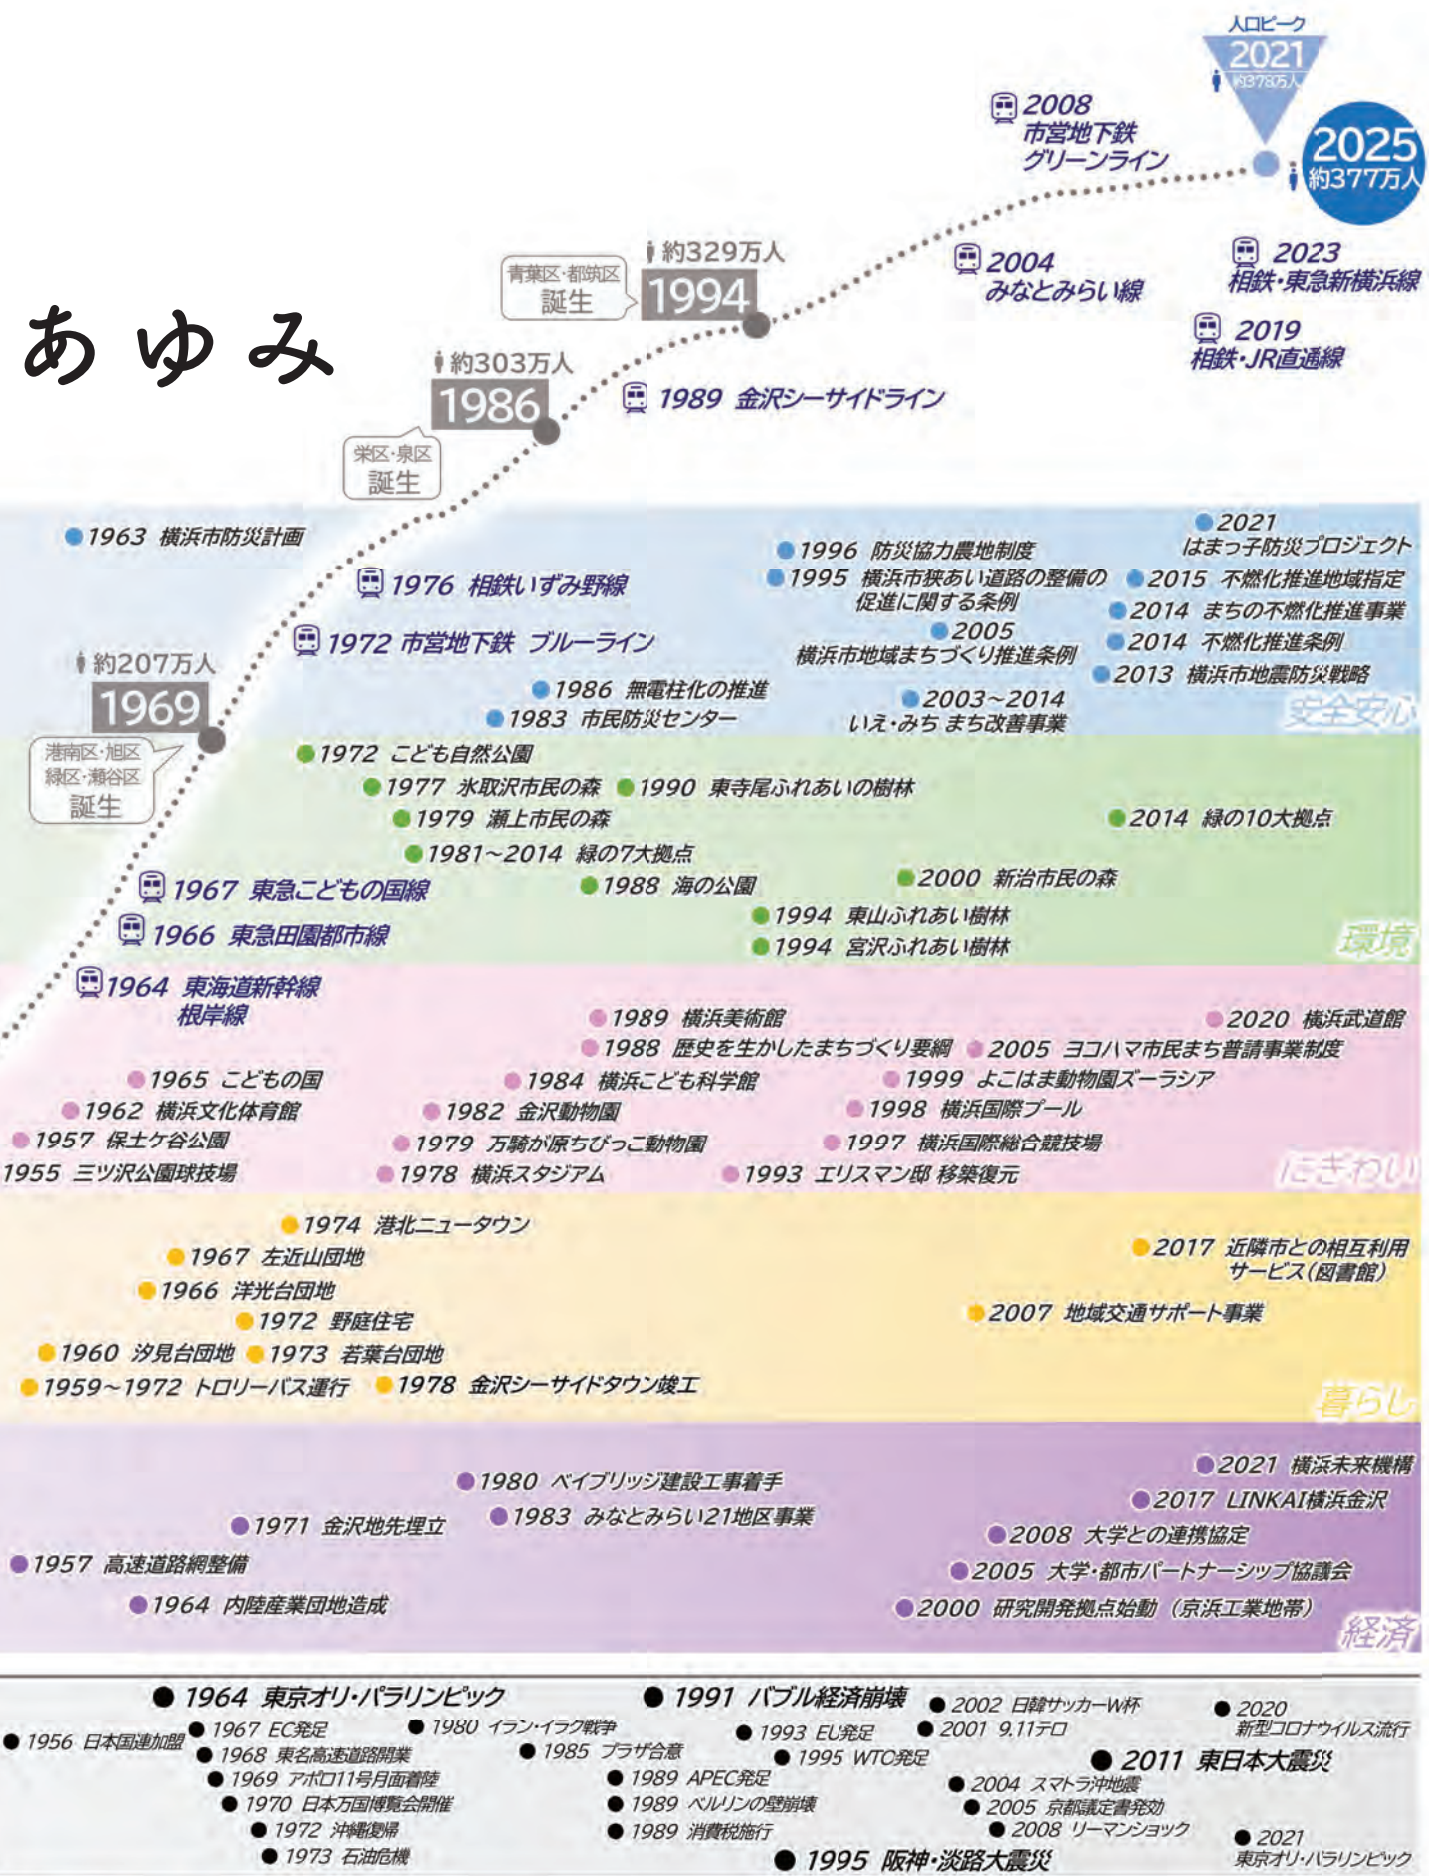 あゆみ
人口ピーク
2021
約378万人
2025
約377万人
2008
市営地下鉄
グリーンライン
2004
みなとみらい線
2023
相鉄・東急新横浜線
2019
相鉄・JR直通線
約329万人
1994
青葉区・都筑区
誕生
約303万人
1986
栄区・泉区
誕生
1989 金沢シーサイドライン
1976 相鉄いずみ野線
1972 市営地下鉄 ブルーライン
約207万人
1969
港南区・旭区
緑区・瀬谷区
誕生
1967 東急こどもの国線
1966 東急田園都市線
1964 東海道新幹線
根岸線
1963 横浜市防災計画
1996 防災協力農地制度
1995 横浜市狭あい道路の整備の
促進に関する条例
2005
横浜市地域まちづくり推進条例
1986 無電柱化の推進
1983 市民防災センター
2003～2014
いえ・みち まち改善事業
2021
はまっ子防災プロジェクト
2015 不燃化推進地域指定
2014 まちの不燃化推進事業
2014 不燃化推進条例
2013 横浜市地震防災戦略
安全安心
1972 こども自然公園
1977 氷取沢市民の森
1990 東寺尾ふれあいの樹林
1979 瀬上市民の森
1981～2014 緑の7大拠点
1988 海の公園
2014 緑の10大拠点
2000 新治市民の森
1994 東山ふれあい樹林
1994 宮沢ふれあい樹林
環境
1989 横浜美術館
1988 歴史を生かしたまちづくり要綱
2020 横浜武道館
2005 ヨコハマ市民まち普請事業制度
1965 こどもの国
1984 横浜こども科学館
1999 よこはま動物園ズーラシア
1962 横浜文化体育館
1982 金沢動物園
1998 横浜国際プール
1957 保土ケ谷公園
1979 万騎が原ちびっこ動物園
1997 横浜国際総合競技場
1955 三ツ沢公園球技場
1978 横浜スタジアム
1993 エリスマン邸 移築復元
にぎわい
1974 港北ニュータウン
1967 左近山団地
1966 洋光台団地
1972 野庭住宅
1960 汐見台団地
1973 若葉台団地
1959～1972 トロリーバス運行
1978 金沢シーサイドタウン竣工
2017 近隣市との相互利用
サービス（図書館）
2007 地域交通サポート事業
暮らし
1980 ベイブリッジ建設工事着手
1971 金沢地先埋立
1983 みなとみらい21地区事業
1957 高速道路網整備
1964 内陸産業団地造成
2021 横浜未来機構
2017 LINKAI横浜金沢
2008 大学との連携協定
2005 大学・都市パートナーシップ協議会
2000 研究開発拠点始動（京浜工業地帯）
経済
1964 東京オリ・パラリンピック
1991 バブル経済崩壊
2002 日韓サッカーW杯
2020
新型コロナウイルス流行
1956 日本国連加盟
1967 EC発足
1980 イラン・イラク戦争
1993 EU発足
2001 9.11テロ
1968 東名高速道路開業
1985 プラザ合意
1995 WTO発足
2011 東日本大震災
1969 アポロ11号月面着陸
1989 APEC発足
2004 スマトラ沖地震
1970 日本万国博覧会開催
1989 ベルリンの壁崩壊
2005 京都議定書発効
1972 沖縄復帰
1989 消費税施行
2008 リーマンショック
1973 石油危機
1995 阪神・淡路大震災
2021
東京オリ・パラリンピック